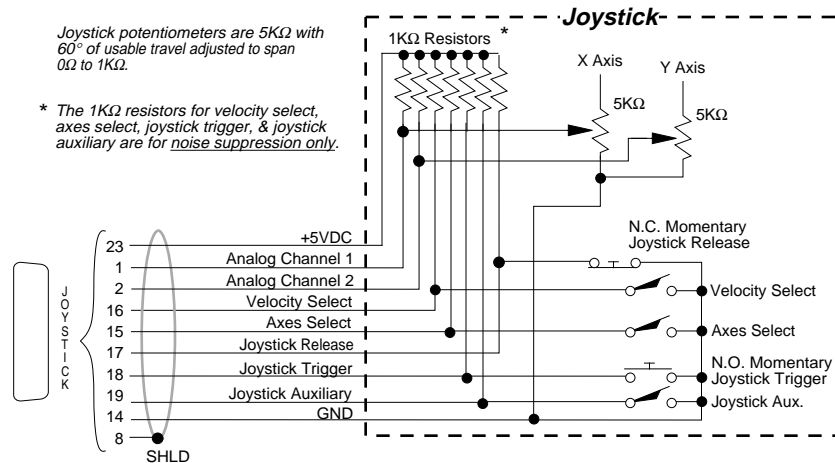 Joystick
Joystick potentiometers are 5KΩ with
60° of usable travel adjusted to span
0Ω to 1KΩ.
* The 1KΩ resistors for velocity select,
axes select, joystick trigger, & joystick
auxiliary are for noise suppression only.
1KΩ Resistors *
X Axis
Y Axis
5KΩ
5KΩ
N.C. Momentary
Joystick Release
JOYSTICK
23 +5VDC
1 Analog Channel 1
2 Analog Channel 2
16 Velocity Select
15 Axes Select
17 Joystick Release
18 Joystick Trigger
19 Joystick Auxiliary
14 GND
8
SHLD
Velocity Select
Axes Select
N.O. Momentary
Joystick Trigger
Joystick Aux.